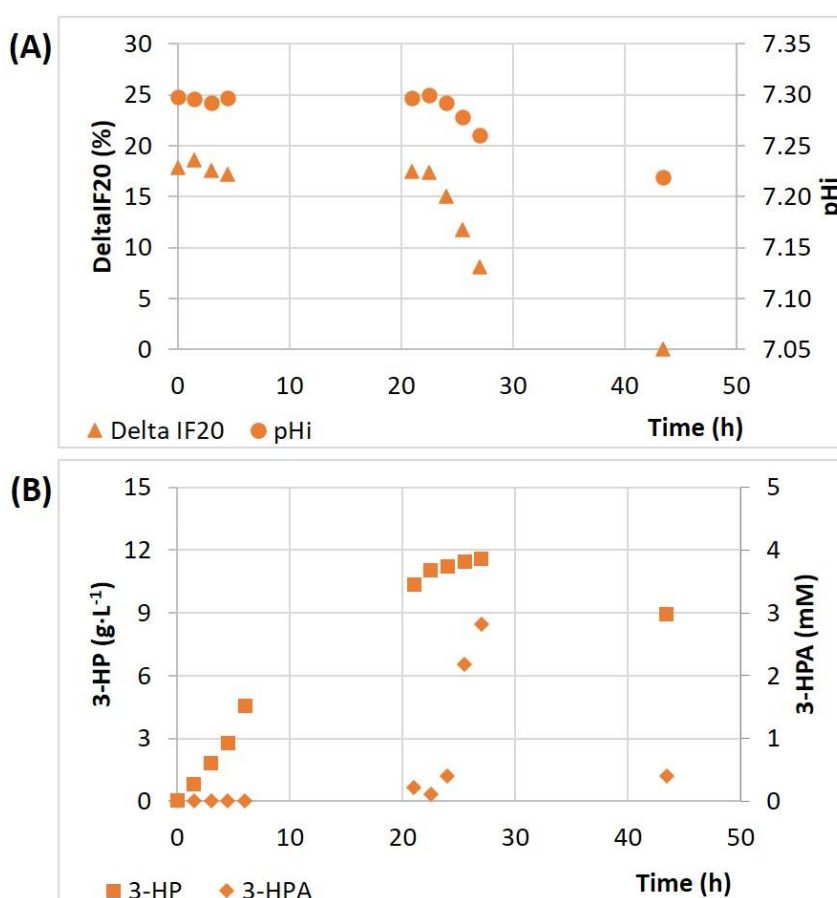 (A)
30
25
20
15
10
5
0
DeltaIF20 (%)
7.35
7.30
7.25
7.20
7.15
7.10
7.05
pHi
0 10 20 30 40 50
Delta IF20 pHi
Time (h)
(B)
15
12
9
6
3
0
3-HP (g·L⁻¹)
5
4
3
2
1
0
3-HPA (mM)
0 10 20 30 40 50
3-HP 3-HPA
Time (h)